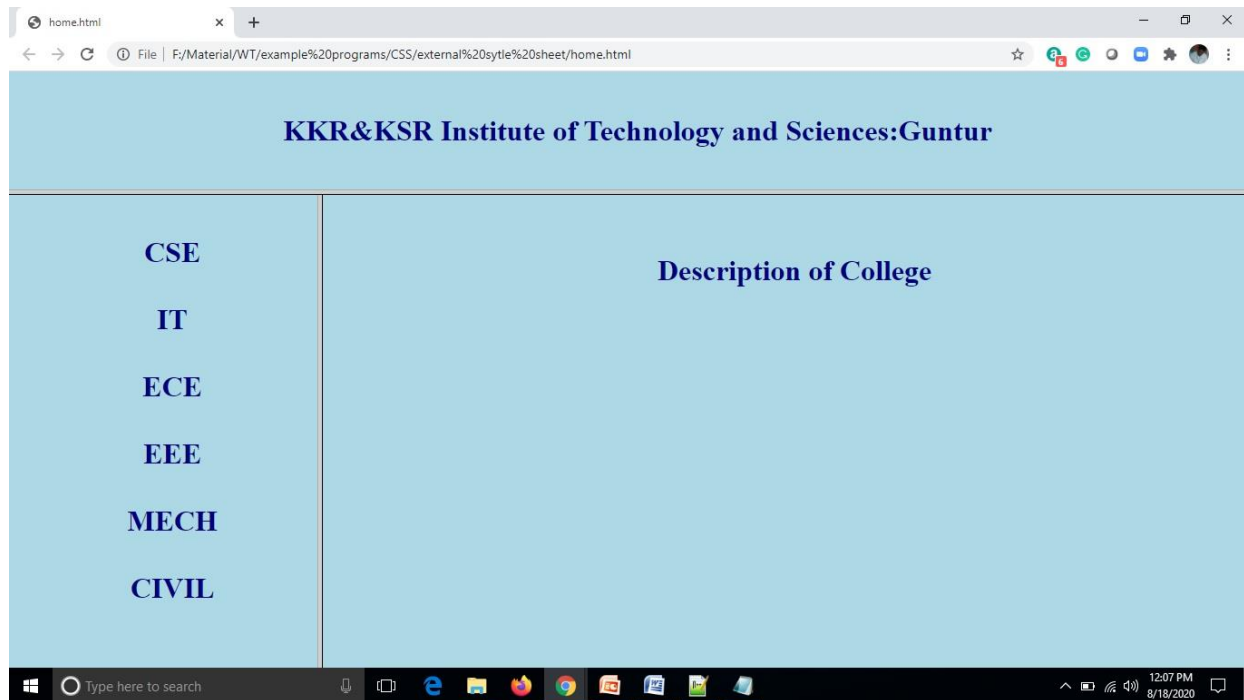 home.html
File | F:/Material/WT/example%20programs/CSS/external%20sytle%20sheet/home.html
6
KKR&KSR Institute of Technology and Sciences:Guntur
CSE
IT
ECE
EEE
MECH
CIVIL
Description of College
Type here to search
12:07 PM
8/18/2020